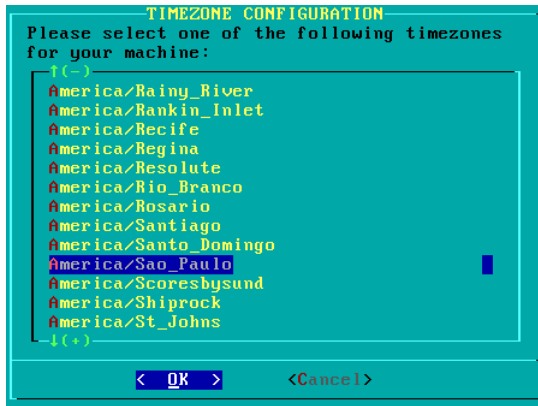 TIMEZONE CONFIGURATION
Please select one of the following timezones
for your machine:
↑(-)
America/Rainy_River
America/Rankin_Inlet
America/Recife
America/Regina
America/Resolute
America/Rio_Branco
America/Rosario
America/Santiago
America/Santo_Domingo
America/Sao_Paulo
America/Scoresbysund
America/Shiprock
America/St_Johns
↓(+)
< OK > <Cancel>